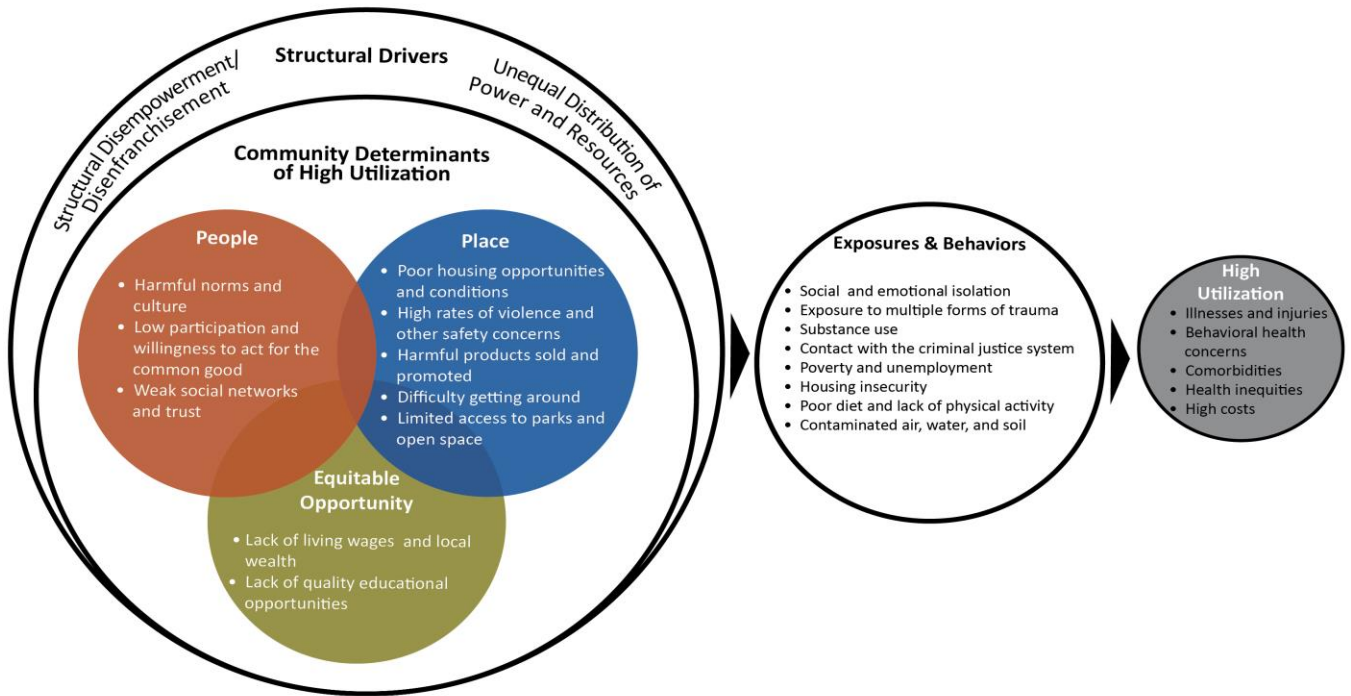 Structural Drivers
Structural Disempowerment/
Disenfranchisement
Unequal Distribution of
Power and Resources
Community Determinants
of High Utilization
People
• Harmful norms and
culture
• Low participation and
willingness to act for the
common good
• Weak social networks
and trust
Place
• Poor housing opportunities
and conditions
• High rates of violence and
other safety concerns
• Harmful products sold and
promoted
• Difficulty getting around
• Limited access to parks and
open space
Equitable
Opportunity
• Lack of living wages and local
wealth
• Lack of quality educational
opportunities
Exposures & Behaviors
• Social and emotional isolation
• Exposure to multiple forms of trauma
• Substance use
• Contact with the criminal justice system
• Poverty and unemployment
• Housing insecurity
• Poor diet and lack of physical activity
• Contaminated air, water, and soil
High
Utilization
• Illnesses and injuries
• Behavioral health
concerns
• Comorbidities
• Health inequities
• High costs